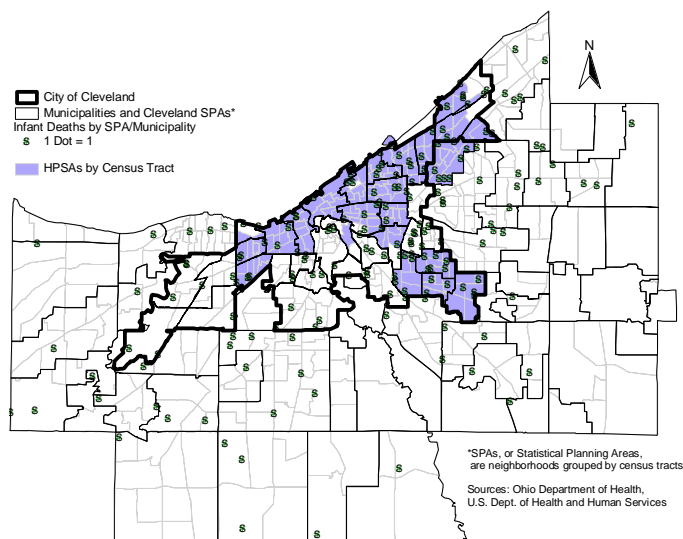 N
City of Cleveland
Municipalities and Cleveland SPAs*
Infant Deaths by SPA/Municipality
$ 1 Dot = 1
HPSAs by Census Tract
*SPAs, or Statistical Planning Areas,
are neighborhoods grouped by census tracts
Sources: Ohio Department of Health,
U.S. Dept. of Health and Human Services